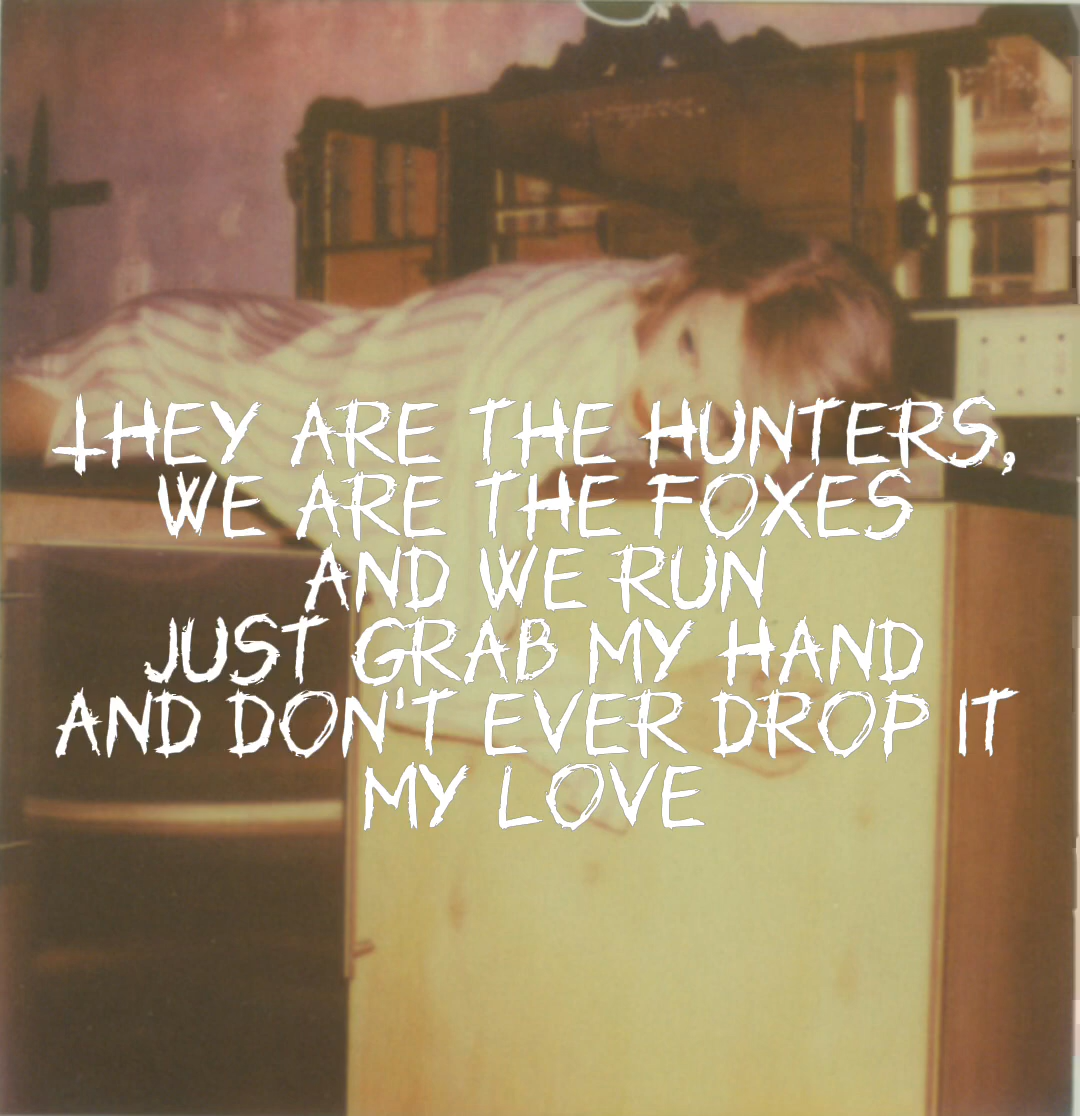 THEY ARE THE HUNTERS,
WE ARE THE FOXES
AND WE RUN
JUST GRAB MY HAND
AND DON'T EVER DROP IT
MY LOVE